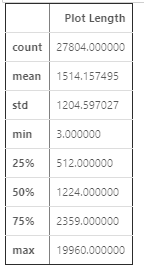 Plot Length
count 27804.000000
mean 1514.157495
std 1204.597027
min 3.000000
25% 512.000000
50% 1224.000000
75% 2359.000000
max 19960.000000